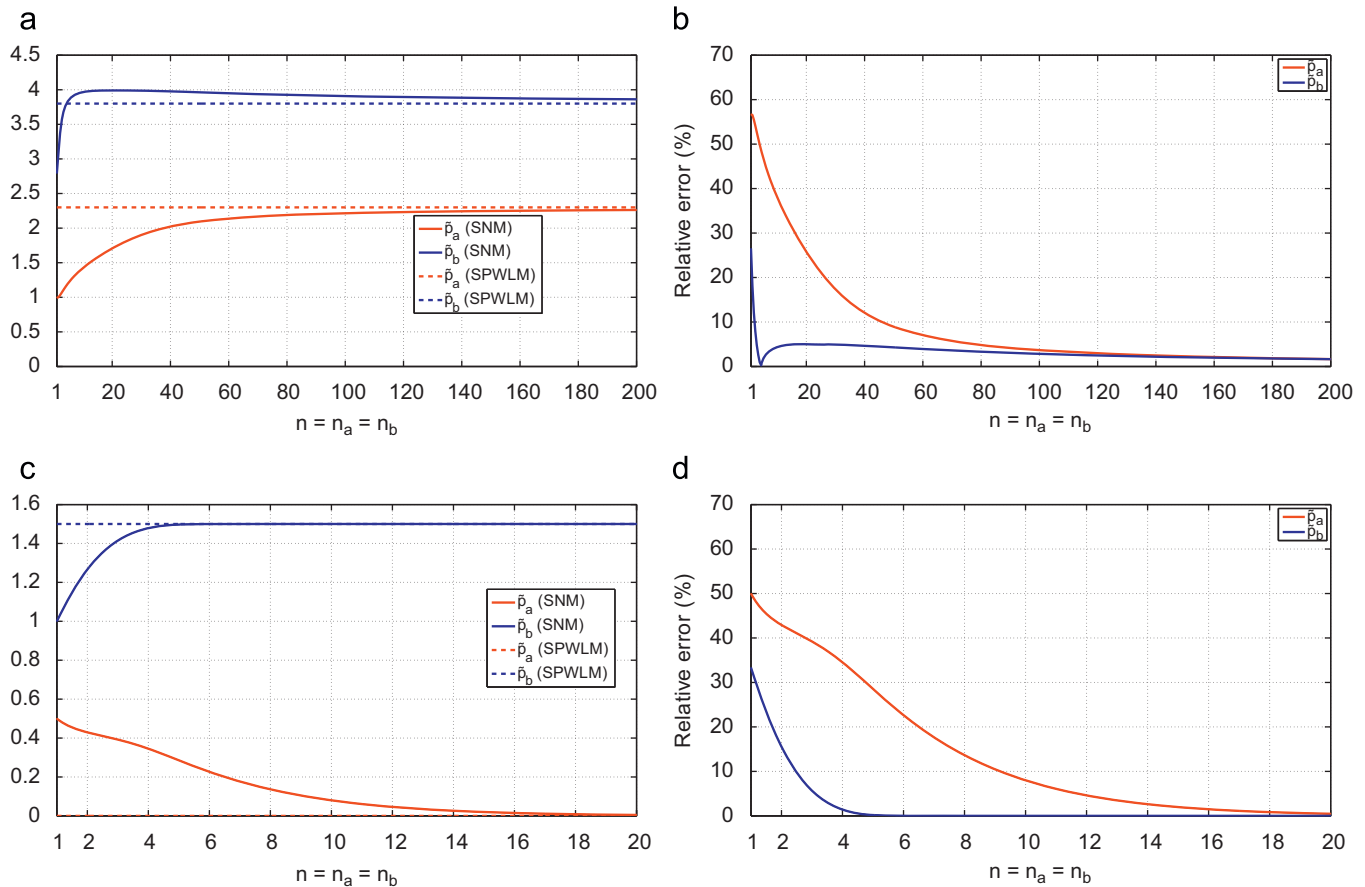 a
4.5
4
3.5
3
2.5
2
1.5
1
0.5
0
p̃a (SNM)
p̃b (SNM)
p̃a (SPWLM)
p̃b (SPWLM)
1 20 40 60 80 100 120 140 160 180 200
n = na = nb
b
70
60
50
40
30
20
10
0
Relative error (%)
p̃a
p̃b
1 20 40 60 80 100 120 140 160 180 200
n = na = nb
c
1.6
1.4
1.2
1
0.8
0.6
0.4
0.2
0
p̃a (SNM)
p̃b (SNM)
p̃a (SPWLM)
p̃b (SPWLM)
1 2 4 6 8 10 12 14 16 18 20
n = na = nb
d
70
60
50
40
30
20
10
0
Relative error (%)
p̃a
p̃b
1 2 4 6 8 10 12 14 16 18 20
n = na = nb